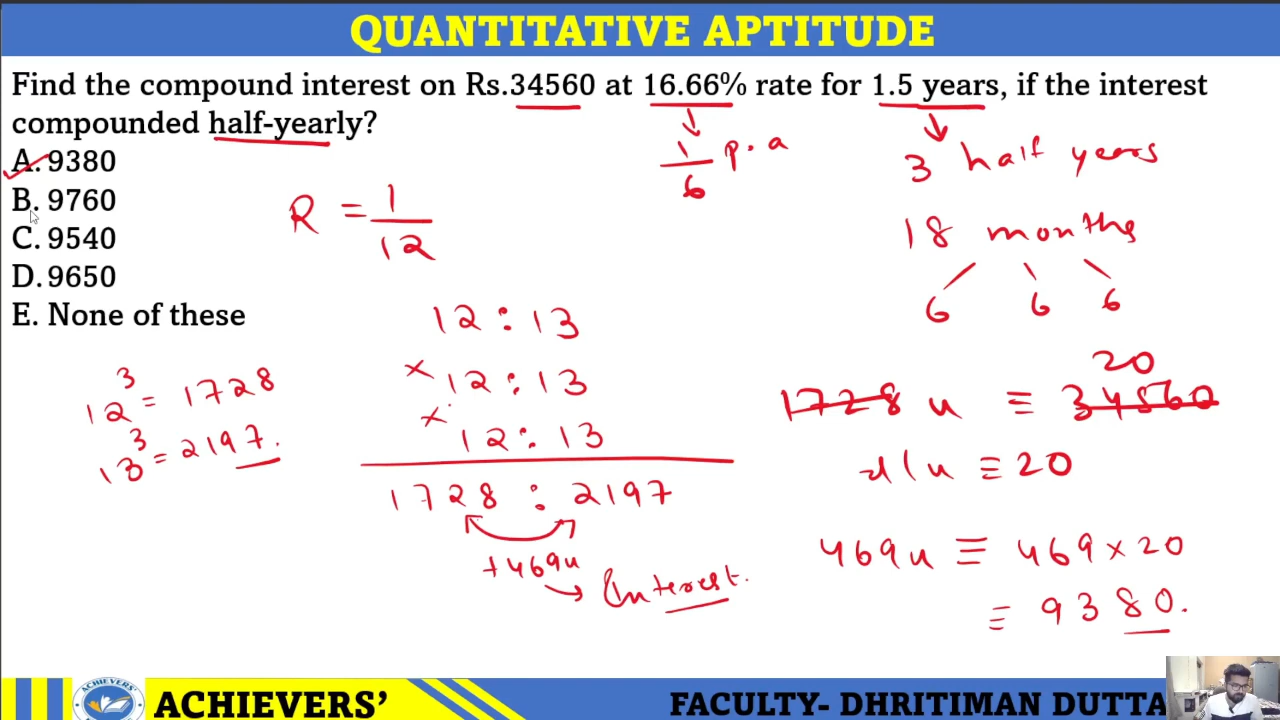 QUANTITATIVE APTITUDE
Find the compound interest on Rs.34560 at 16.66% rate for 1.5 years, if the interest
compounded half-yearly?
A. 9380
B. 9760
C. 9540
D. 9650
E. None of these
1/6 p.a
3 half years
18 months
6 6 6
R = 1/12
12 : 13
× 12 : 13
× 12 : 13
1728 : 2197
+469u
Interest.
12³ = 1728
13³ = 2197.
20
1728 u ≡ 34560
1u ≡ 20
469u ≡ 469 × 20
≡ 9380.
ACHIEVERS'
ACHIEVERS'
FACULTY- DHRITIMAN DUTTA